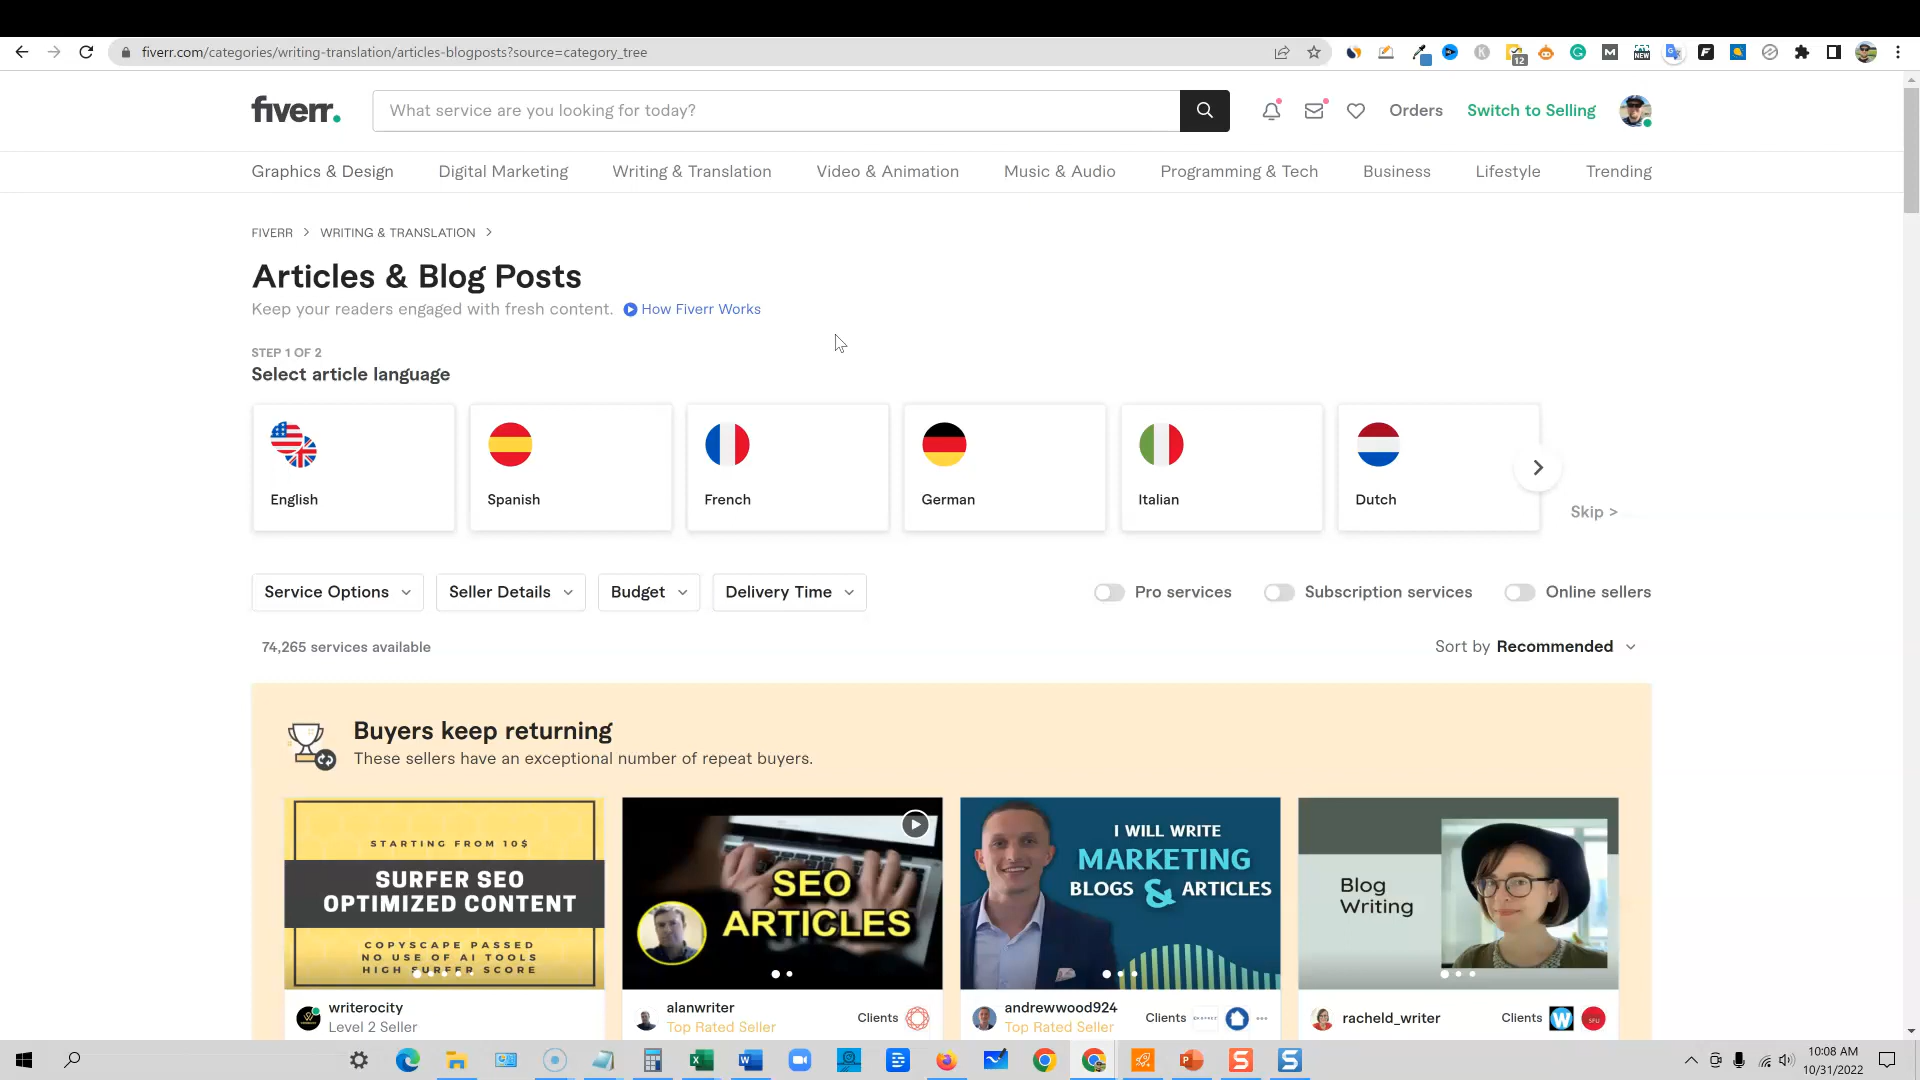 fiverr.com/categories/writing-translation/articles-blogposts?source=category_tree
12
NEW
fiverr.
What service are you looking for today?
Orders
Switch to Selling
Graphics & Design
Digital Marketing
Writing & Translation
Video & Animation
Music & Audio
Programming & Tech
Business
Lifestyle
Trending
FIVERR > WRITING & TRANSLATION >
Articles & Blog Posts
Keep your readers engaged with fresh content. How Fiverr Works
STEP 1 OF 2
Select article language
English
Spanish
French
German
Italian
Dutch
Skip >
Service Options
Seller Details
Budget
Delivery Time
Pro services
Subscription services
Online sellers
74,265 services available
Sort by Recommended
Buyers keep returning
These sellers have an exceptional number of repeat buyers.
STARTING FROM 10$
SURFER SEO
OPTIMIZED CONTENT
COPYSCAPE PASSED
NO USE OF AI TOOLS
HIGH SURFER SCORE
SEO
ARTICLES
I WILL WRITE
MARKETING
BLOGS & ARTICLES
Blog
Writing
writerocity
Level 2 Seller
alanwriter
Top Rated Seller
Clients
andrewwood924
Top Rated Seller
Clients
racheld_writer
Clients
SFU
10:08 AM
10/31/2022